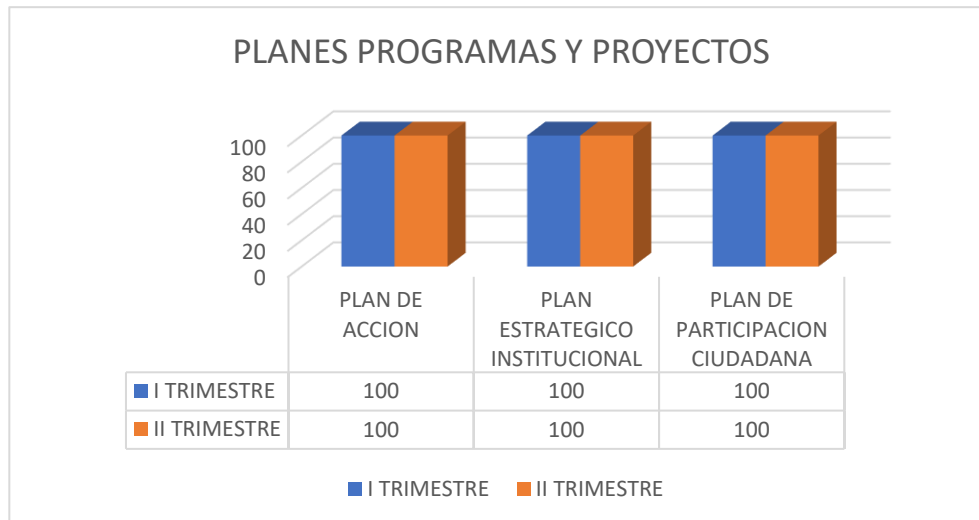 PLANES PROGRAMAS Y PROYECTOS
100
80
60
40
20
0
PLAN DE
ACCION
PLAN
ESTRATEGICO
INSTITUCIONAL
PLAN DE
PARTICIPACION
CIUDADANA
I TRIMESTRE 100 100 100
II TRIMESTRE 100 100 100
I TRIMESTRE II TRIMESTRE